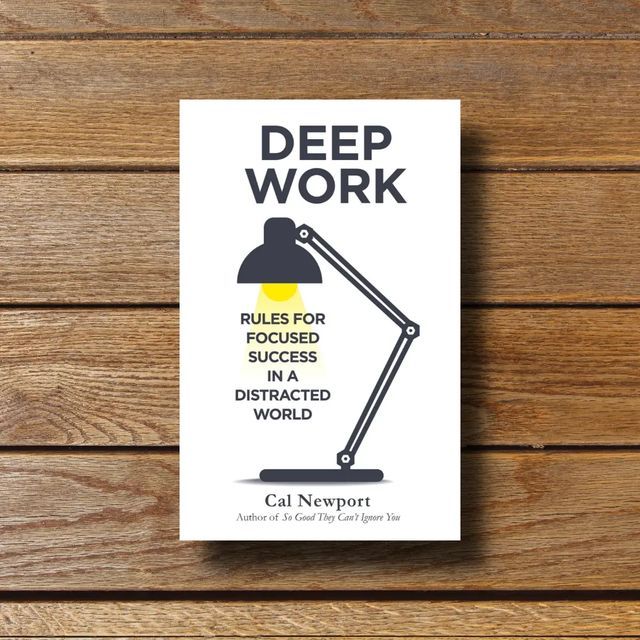 DEEP
WORK
RULES FOR
FOCUSED
SUCCESS
IN A
DISTRACTED
WORLD
Cal Newport
Author of So Good They Can't Ignore You